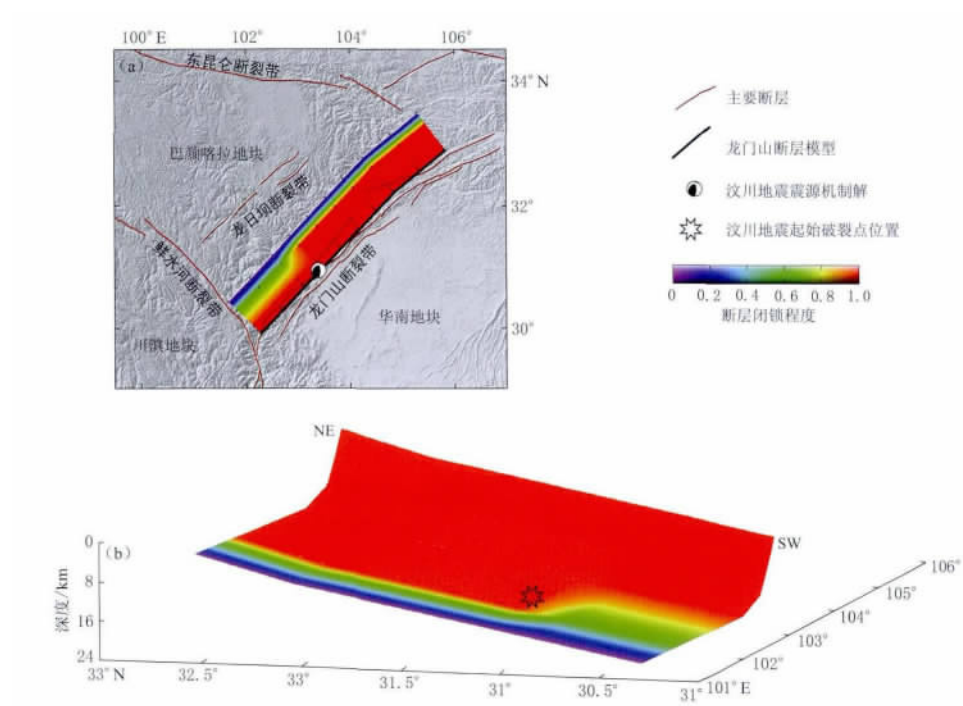 100° E 102° 104° 106°
(a)
东昆仑断裂带
34° N
巴颜喀拉地块
龙日坝断裂带
32°
鲜水河断裂带
龙门山断裂带
华南地块
30°
川滇地块
主要断层
龙门山断层模型
汶川地震震源机制解
汶川地震起始破裂点位置
0 0.2 0.4 0.6 0.8 1.0
断层闭锁程度
NE
SW
(b)
深度/km
0
8
16
24
33° N 32.5° 33° 31.5° 31° 30.5° 31°
101° E 102° 103° 104° 105° 106°